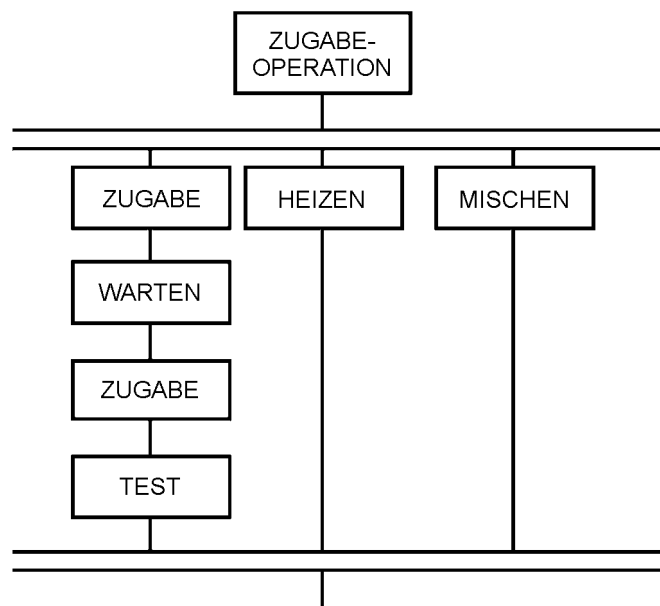 ZUGABE-
OPERATION
ZUGABE
HEIZEN
MISCHEN
WARTEN
ZUGABE
TEST